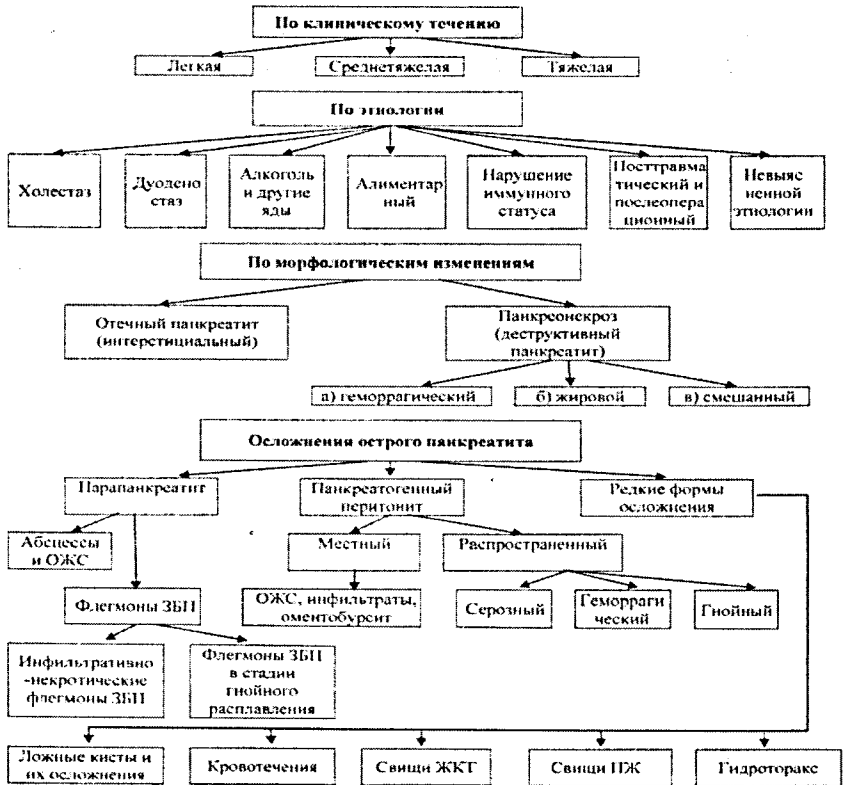 По клиническому течению
Легкая
Среднетяжелая
Тяжелая
По этиологии
Холестаз
Дуодено
стаз
Алкоголь
и другие
яды
Алиментар
ный
Нарушение
иммунного
статуса
Посттравма
тический и
послеопера
ционный
Невыяс
ненной
этиологии
По морфологическим изменениям
Отечный панкреатит
(интерстициальный)
Панкреонекроз
(деструктивный
панкреатит)
а) геморрагический
б) жировой
в) смешанный
Осложнения острого панкреатита
Парапанкреатит
Панкреатогенный
перитонит
Редкие формы
осложнения
Абсцессы
и ОЖС
Местный
Распространенный
Флегмоны ЗБП
ОЖС, инфильтраты,
оментобурсит
Серозный
Геморраги
ческий
Гнойный
Инфильтративно
-некротические
флегмоны ЗБП
Флегмоны ЗБП
в стадии
гнойного
расплавления
Ложные кисты и
их осложнения
Кровотечения
Свищи ЖКТ
Свищи ПЖ
Гидроторакс